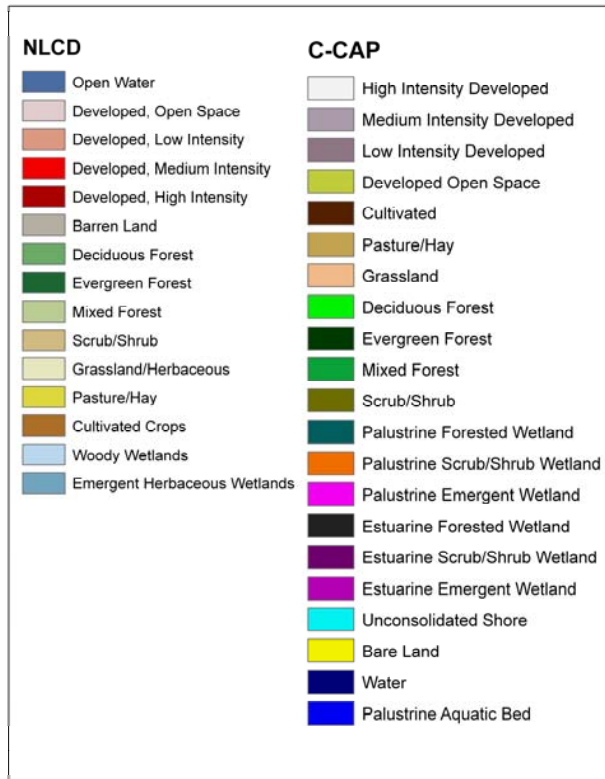 NLCD
Open Water
Developed, Open Space
Developed, Low Intensity
Developed, Medium Intensity
Developed, High Intensity
Barren Land
Deciduous Forest
Evergreen Forest
Mixed Forest
Scrub/Shrub
Grassland/Herbaceous
Pasture/Hay
Cultivated Crops
Woody Wetlands
Emergent Herbaceous Wetlands
C-CAP
High Intensity Developed
Medium Intensity Developed
Low Intensity Developed
Developed Open Space
Cultivated
Pasture/Hay
Grassland
Deciduous Forest
Evergreen Forest
Mixed Forest
Scrub/Shrub
Palustrine Forested Wetland
Palustrine Scrub/Shrub Wetland
Palustrine Emergent Wetland
Estuarine Forested Wetland
Estuarine Scrub/Shrub Wetland
Estuarine Emergent Wetland
Unconsolidated Shore
Bare Land
Water
Palustrine Aquatic Bed